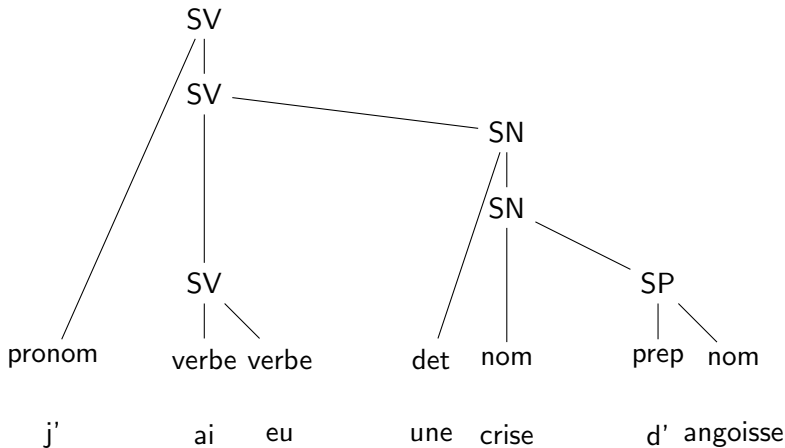 SV
SV
SN
SN
SV SP
pronom verbe verbe det nom prep nom
j' ai eu une crise d' angoisse